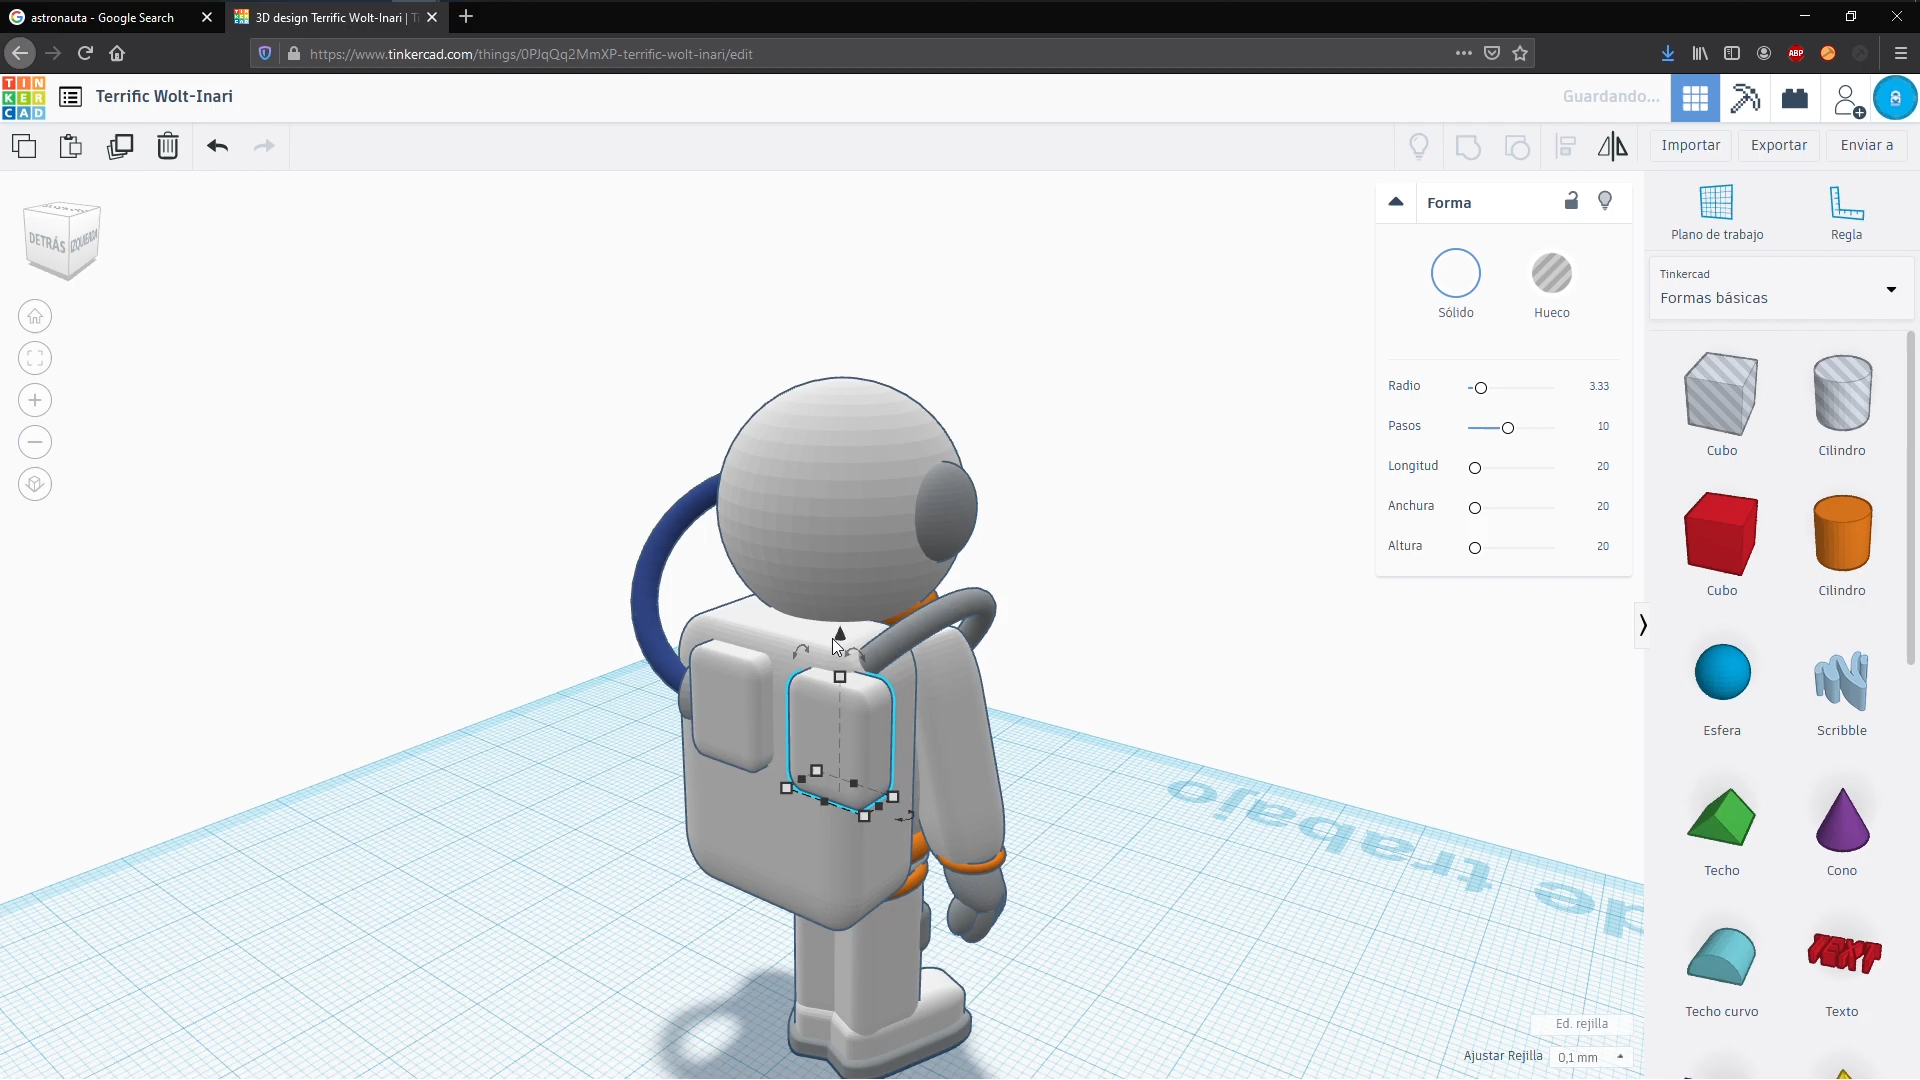 astronauta - Google Search
3D design Terrific Wolt-Inari | Ti
https://www.tinkercad.com/things/0PJqQq2MmXP-terrific-wolt-inari/edit
ABP
TIN
KER
CAD
Terrific Wolt-Inari
Guardando...
Importar
Exportar
Enviar a
DETRÁS
IZQUIERDA
Forma
Sólido
Hueco
Radio
3.33
Pasos
10
Longitud
20
Anchura
20
Altura
20
Plano de trabajo
Regla
Tinkercad
Formas básicas
Cubo
Cilindro
Cubo
Cilindro
Esfera
Scribble
Techo
Cono
TEXT
Techo curvo
Texto
de trabajo
Ed. rejilla
Ajustar Rejilla
0,1 mm